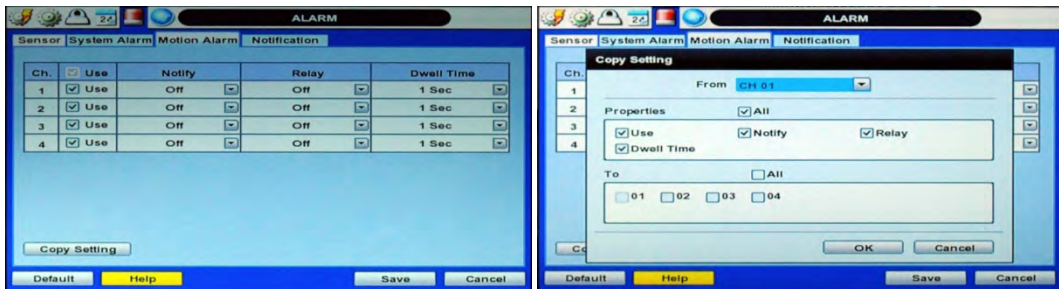 ALARM
Sensor System Alarm Motion Alarm Notification
Ch. Use Notify Relay Dwell Time
1 Use Off Off 1 Sec
2 Use Off Off 1 Sec
3 Use Off Off 1 Sec
4 Use Off Off 1 Sec
Copy Setting
Default Help Save Cancel
ALARM
Sensor System Alarm Motion Alarm Notification
Ch.
1
2
3
4
Copy Setting
From CH 01
Properties All
Use Notify Relay
Dwell Time
To All
01 02 03 04
OK Cancel
Co
Default Help Save Cancel